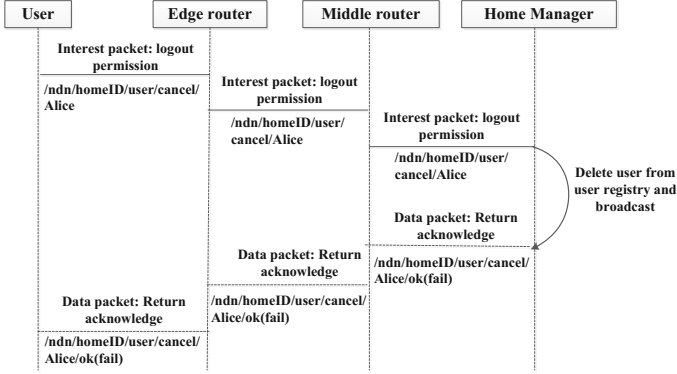 User
Edge router
Middle router
Home Manager
Interest packet: logout
permission
/ndn/homeID/user/cancel/
Alice
Interest packet: logout
permission
/ndn/homeID/user/
cancel/Alice
Interest packet: logout
permission
/ndn/homeID/user/
cancel/Alice
Delete user from
user registry and
broadcast
Data packet: Return
acknowledge
/ndn/homeID/user/cancel/
Alice/ok(fail)
Data packet: Return
acknowledge
/ndn/homeID/user/cancel/
Alice/ok(fail)
Data packet: Return
acknowledge
/ndn/homeID/user/cancel/
Alice/ok(fail)